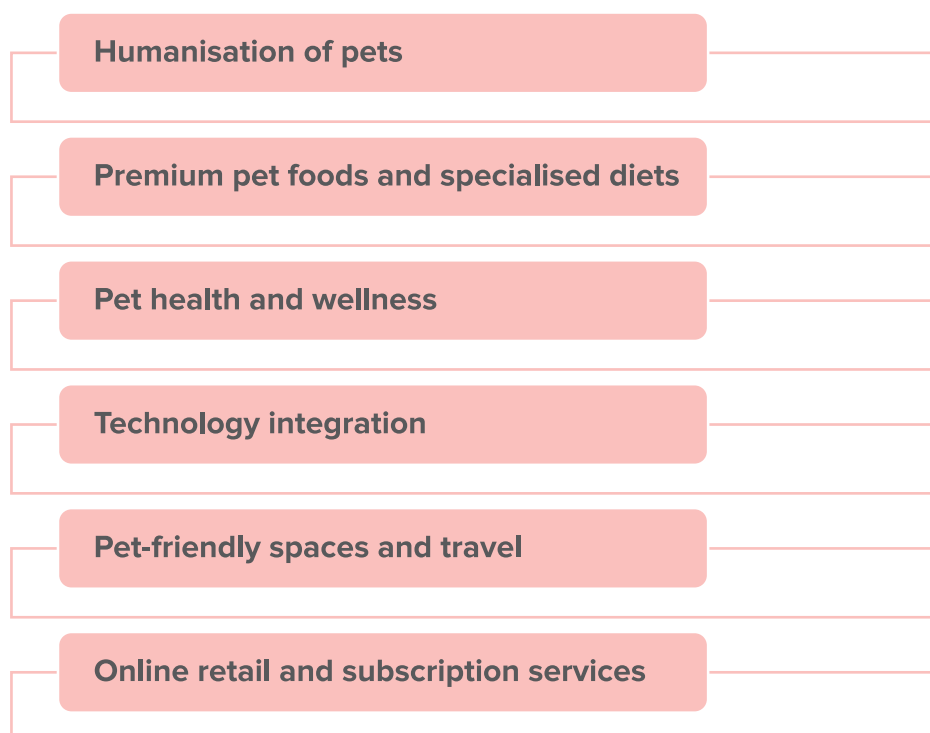 Humanisation of pets
Premium pet foods and specialised diets
Pet health and wellness
Technology integration
Pet-friendly spaces and travel
Online retail and subscription services